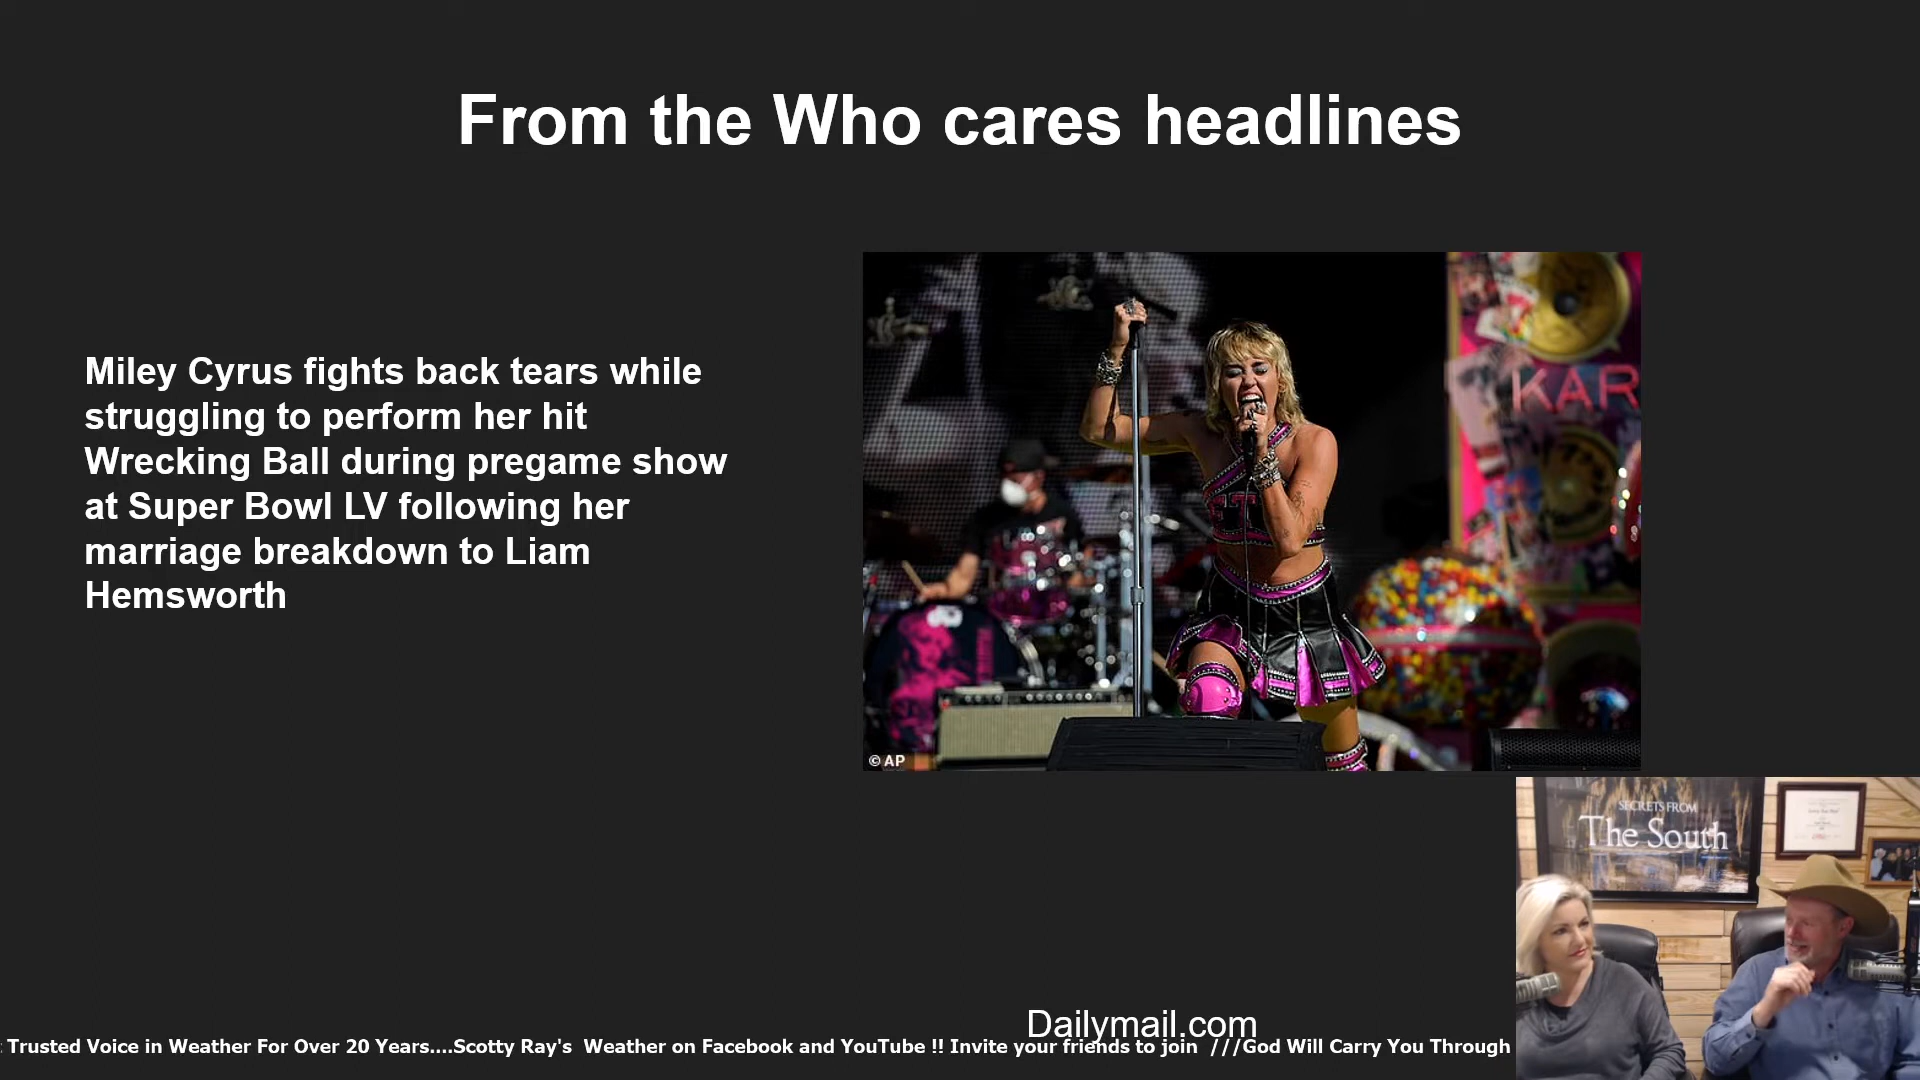 From the Who cares headlines
Miley Cyrus fights back tears while
struggling to perform her hit
Wrecking Ball during pregame show
at Super Bowl LV following her
marriage breakdown to Liam
Hemsworth
KAR
© AP
SECRETS FROM
The South
Dailymail.com
Trusted Voice in Weather For Over 20 Years....Scotty Ray's  Weather on Facebook and YouTube !! Invite your friends to join  ///God Will Carry You Through